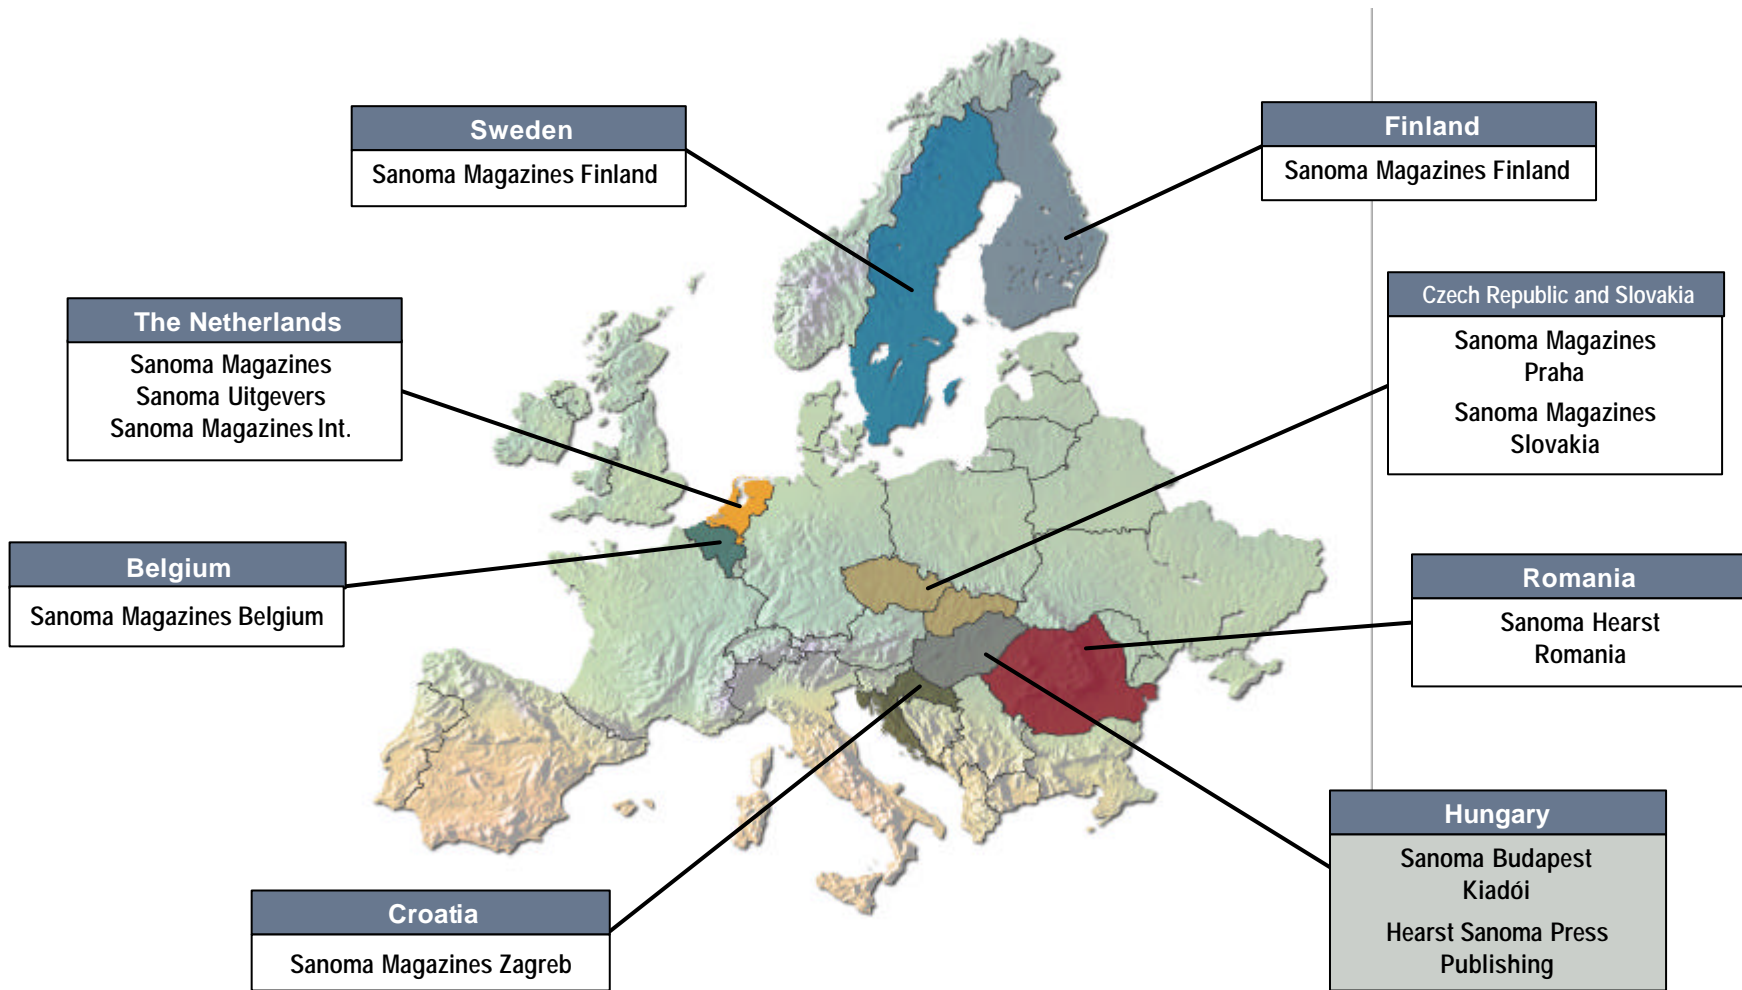 Sweden
Sanoma Magazines Finland
Finland
Sanoma Magazines Finland
The Netherlands
Sanoma Magazines
Sanoma Uitgevers
Sanoma Magazines Int.
Czech Republic and Slovakia
Sanoma Magazines
Praha
Sanoma Magazines
Slovakia
Belgium
Sanoma Magazines Belgium
Romania
Sanoma Hearst
Romania
Hungary
Sanoma Budapest
Kiadói
Hearst Sanoma Press
Publishing
Croatia
Sanoma Magazines Zagreb